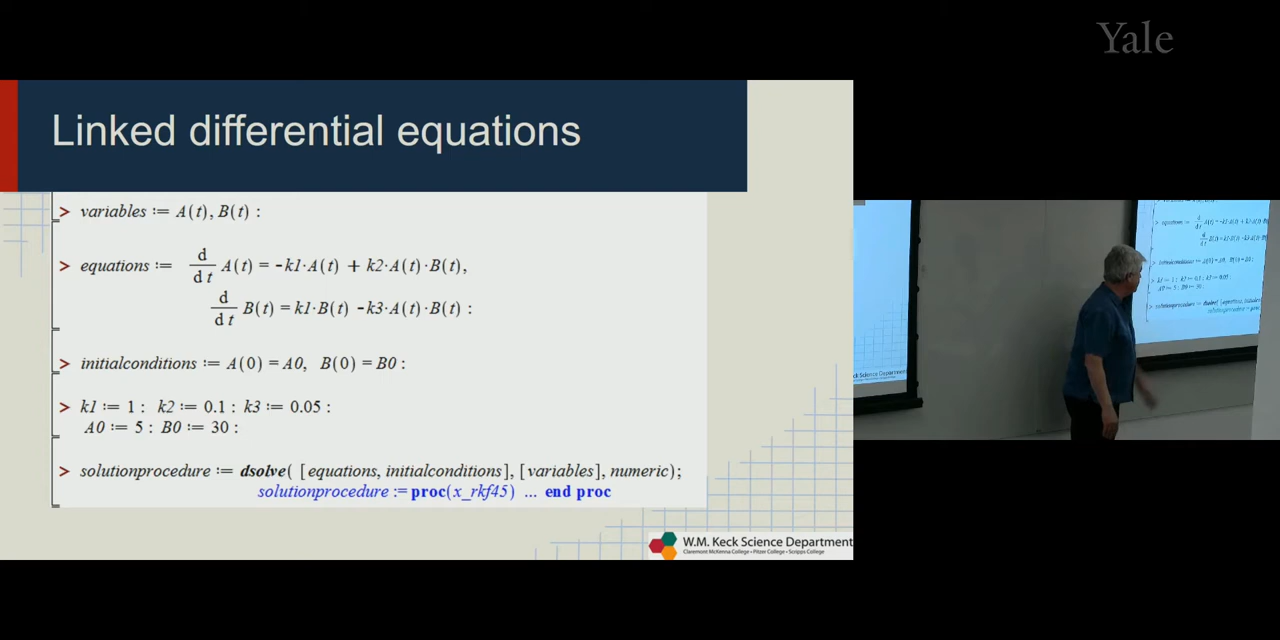 Yale
Linked differential equations
> variables := A(t), B(t) :
> equations := d/dt A(t) = -k1·A(t) + k2·A(t)·B(t),
d/dt B(t) = k1·B(t) -k3·A(t)·B(t) :
> initialconditions := A(0) = A0, B(0) = B0 :
> k1 := 1 : k2 := 0.1 : k3 := 0.05 :
A0 := 5 : B0 := 30 :
> solutionprocedure := dsolve( [equations, initialconditions], [variables], numeric);
solutionprocedure := proc(x_rkf45) ... end proc
W.M. Keck Science Department
Claremont McKenna College • Pitzer College • Scripps College